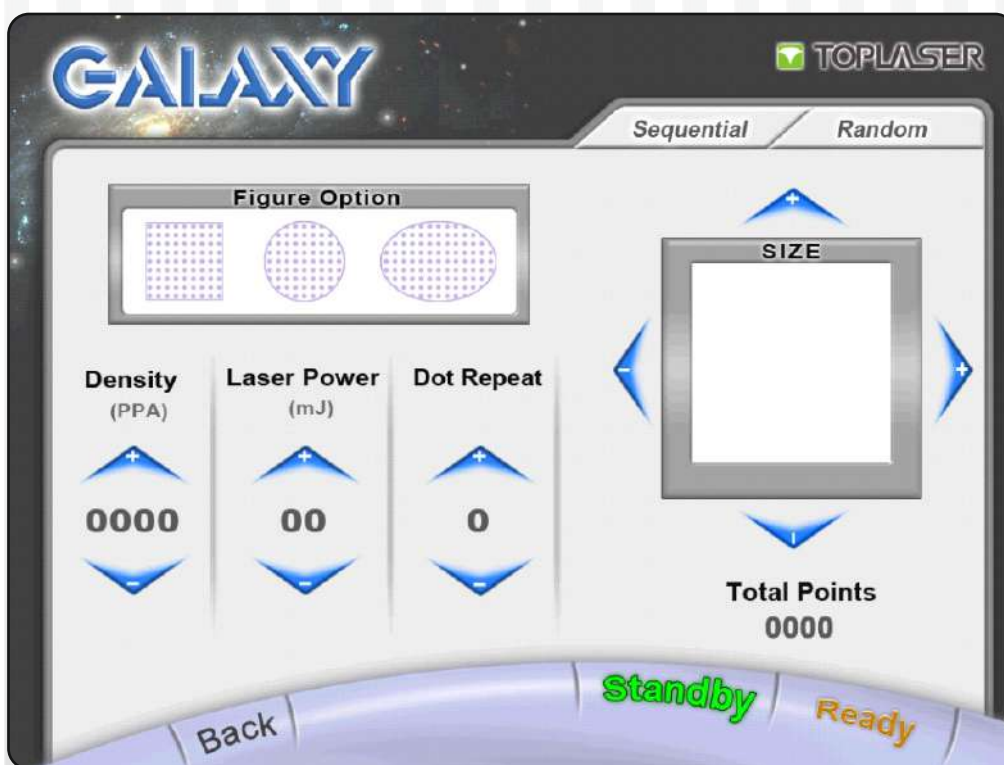 GALAXY
TOPLASER
Sequential
Random
Figure Option
+
SIZE
-
+
Density
(PPA)
Laser Power
(mJ)
Dot Repeat
+
+
+
0000
00
0
-
-
-
-
Total Points
0000
Back
Standby
Ready